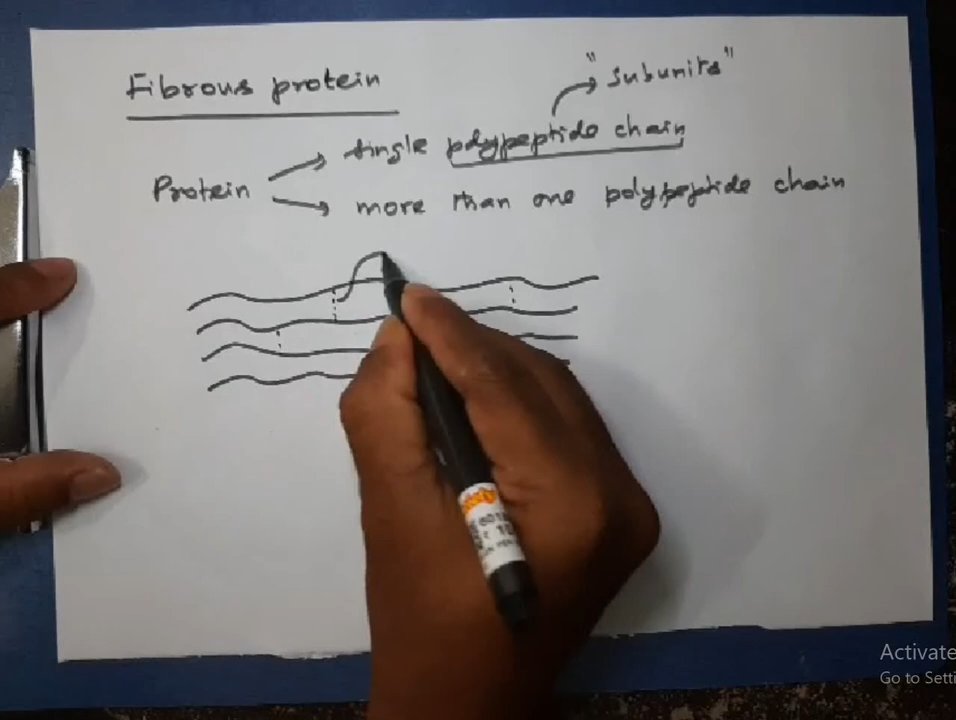 Fibrous protein
"subunits"
single polypeptide chain
Protein
more than one polypeptide chain
Activate
Go to Setti